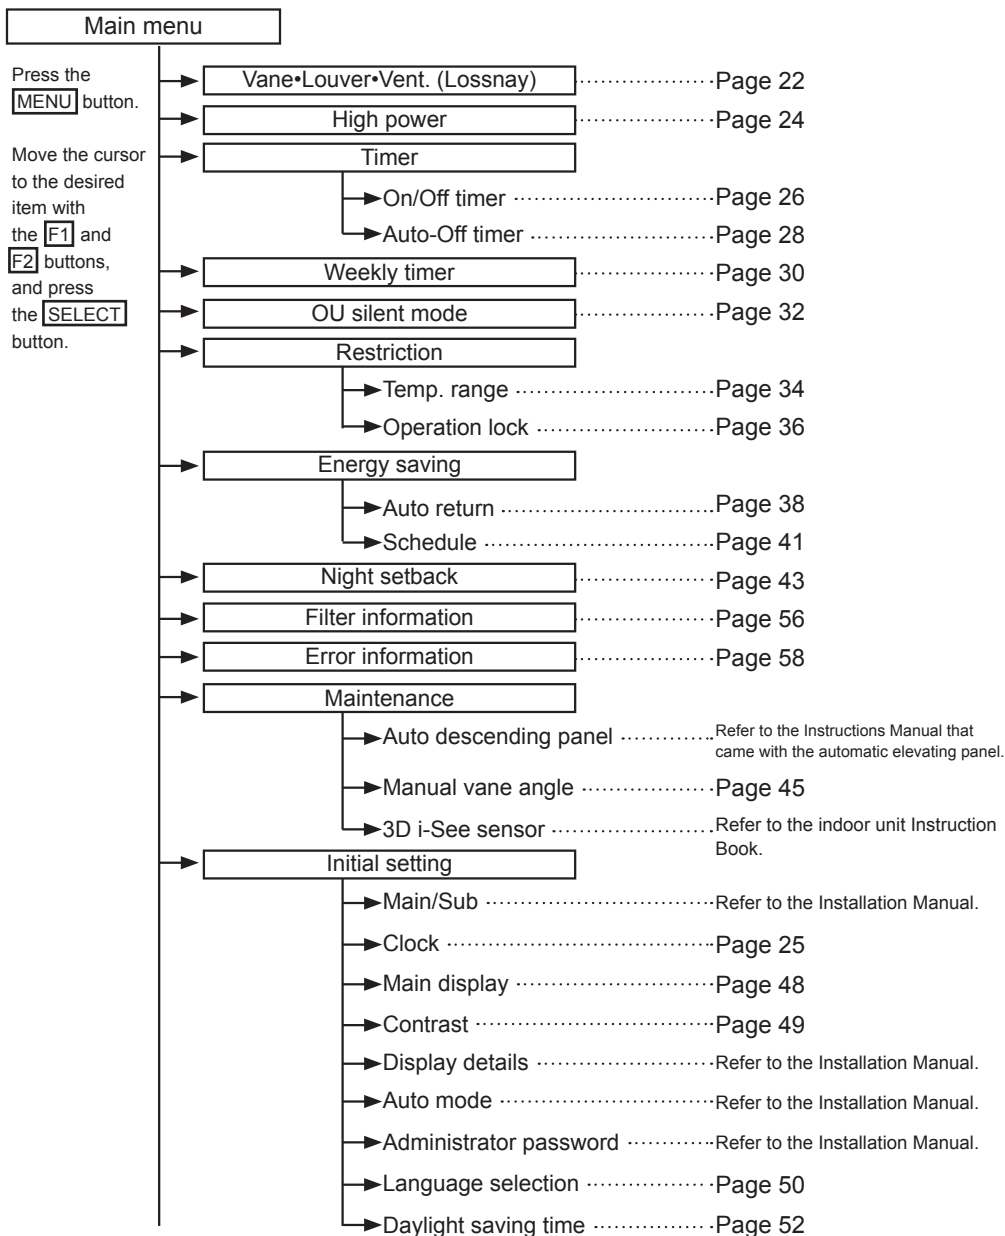 Main menu
Press the
MENU button.
Move the cursor
to the desired
item with
the F1 and
F2 buttons,
and press
the SELECT
button.
Vane•Louver•Vent. (Lossnay) Page 22
High power Page 24
Timer
On/Off timer Page 26
Auto-Off timer Page 28
Weekly timer Page 30
OU silent mode Page 32
Restriction
Temp. range Page 34
Operation lock Page 36
Energy saving
Auto return Page 38
Schedule Page 41
Night setback Page 43
Filter information Page 56
Error information Page 58
Maintenance
Auto descending panel Refer to the Instructions Manual that
came with the automatic elevating panel.
Manual vane angle Page 45
3D i-See sensor Refer to the indoor unit Instruction
Book.
Initial setting
Main/Sub Refer to the Installation Manual.
Clock Page 25
Main display Page 48
Contrast Page 49
Display details Refer to the Installation Manual.
Auto mode Refer to the Installation Manual.
Administrator password Refer to the Installation Manual.
Language selection Page 50
Daylight saving time Page 52